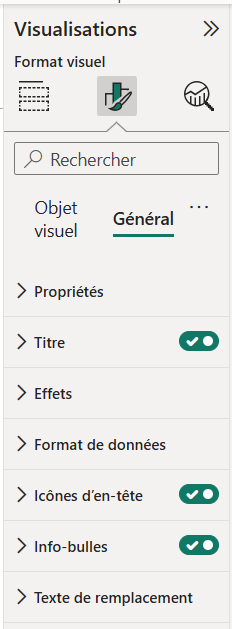 Visualisations
Format visuel
Rechercher
Objet
visuel
Général
...
Propriétés
Titre
Effets
Format de données
Icônes d'en-tête
Info-bulles
Texte de remplacement